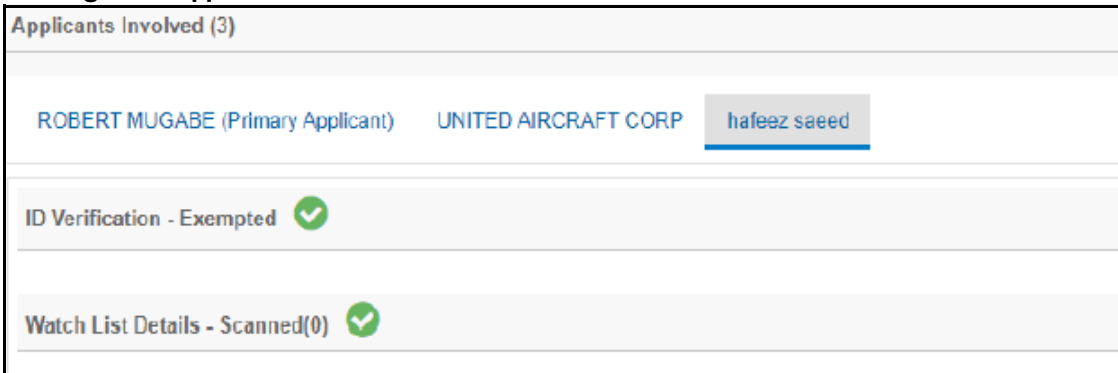 Applicants Involved (3)
ROBERT MUGABE (Primary Applicant) UNITED AIRCRAFT CORP hafeez saeed
ID Verification - Exempted
Watch List Details - Scanned(0)